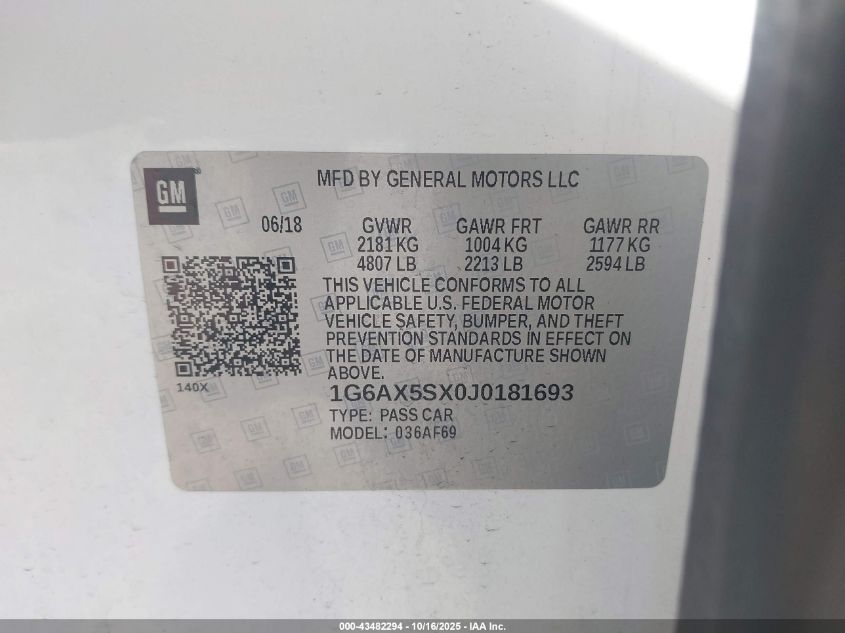 GM®
MFD BY GENERAL MOTORS LLC
06/18 GVWR GAWR FRT GAWR RR
2181 KG 1004 KG 1177 KG
4807 LB 2213 LB 2594 LB
THIS VEHICLE CONFORMS TO ALL
APPLICABLE U.S. FEDERAL MOTOR
VEHICLE SAFETY, BUMPER, AND THEFT
PREVENTION STANDARDS IN EFFECT ON
THE DATE OF MANUFACTURE SHOWN
ABOVE.
140X
1G6AX5SX0J0181693
TYPE: PASS CAR
MODEL: 036AF69
000-43482294 - 10/16/2025 - IAA Inc.